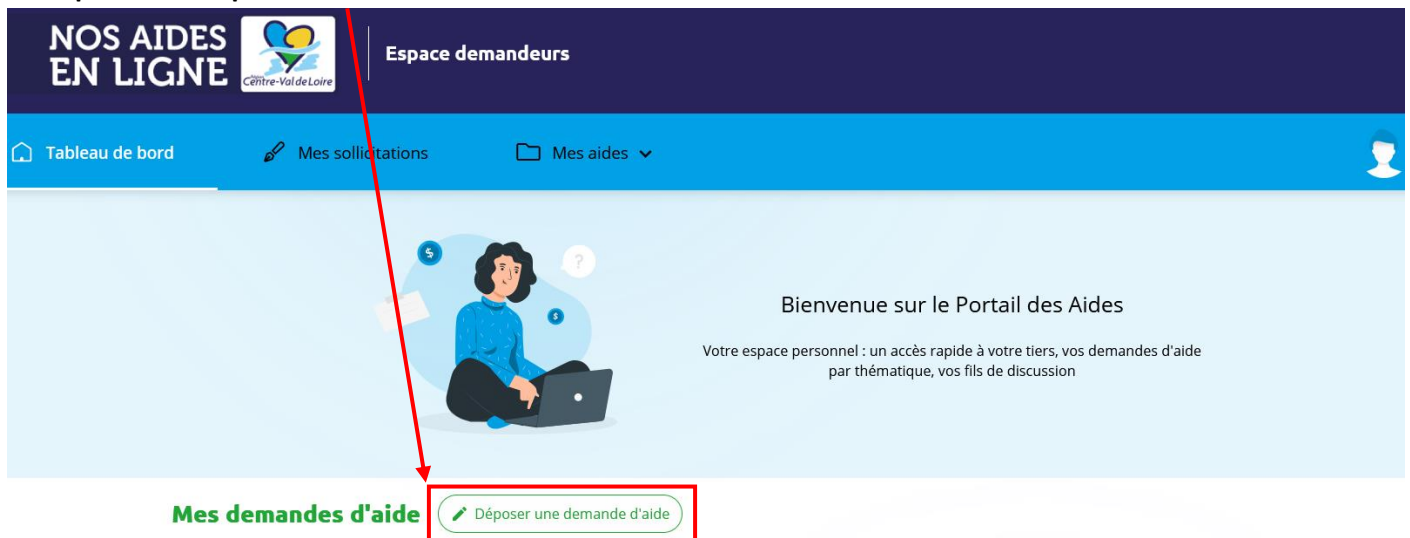 NOS AIDES
EN LIGNE
Centre-Val de Loire
Espace demandeurs
Tableau de bord
Mes sollicitations
Mes aides
$
?
$
Bienvenue sur le Portail des Aides
Votre espace personnel : un accès rapide à votre tiers, vos demandes d'aide
par thématique, vos fils de discussion
Mes demandes d'aide
Déposer une demande d'aide